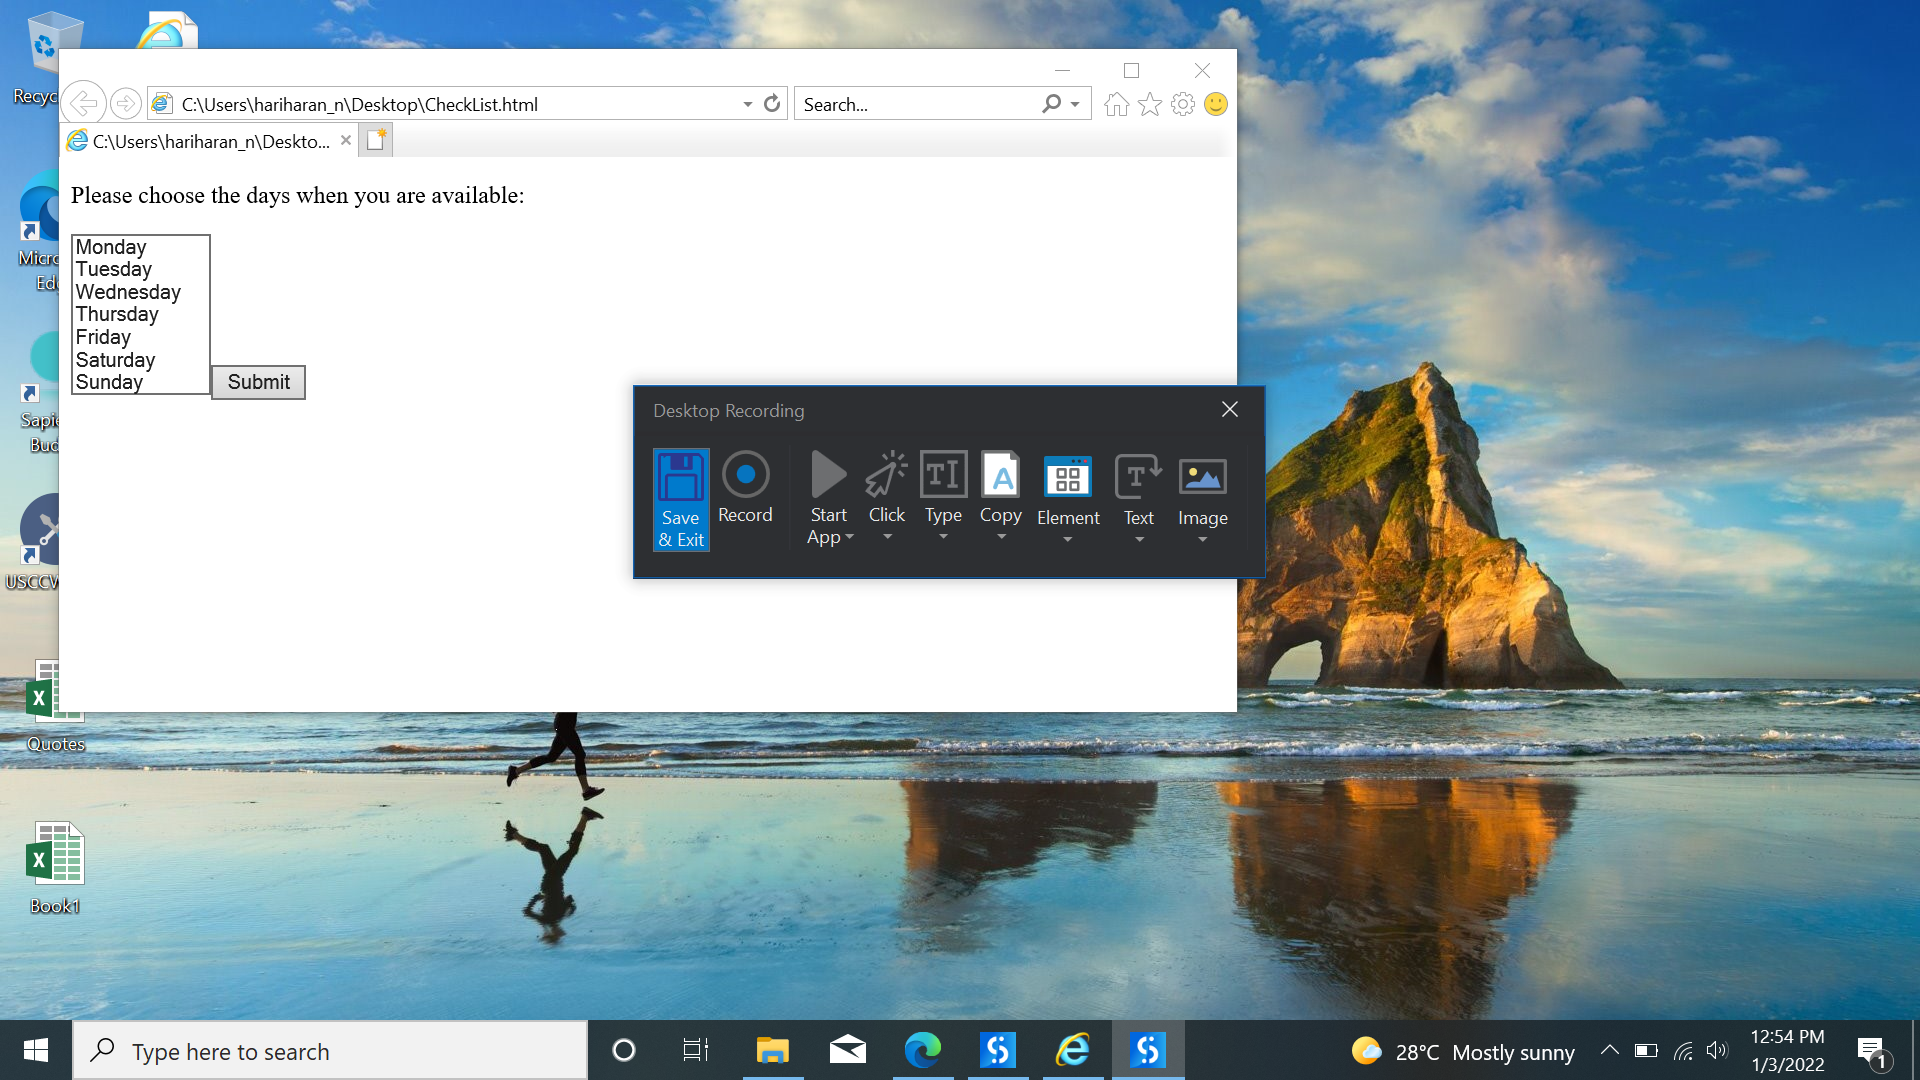 C:\Users\hariharan_n\Desktop\CheckList.html
Search...
C:\Users\hariharan_n\Deskto...
Please choose the days when you are available:
Monday
Tuesday
Wednesday
Thursday
Friday
Saturday
Sunday
Submit
Desktop Recording
Save
& Exit
Record
Start
App
Click
Type
Copy
Element
Text
Image
Recyc
Micro
Ed
Sapie
Bud
USCCV
Quotes
Book1
Type here to search
28°C Mostly sunny
12:54 PM
1/3/2022
1